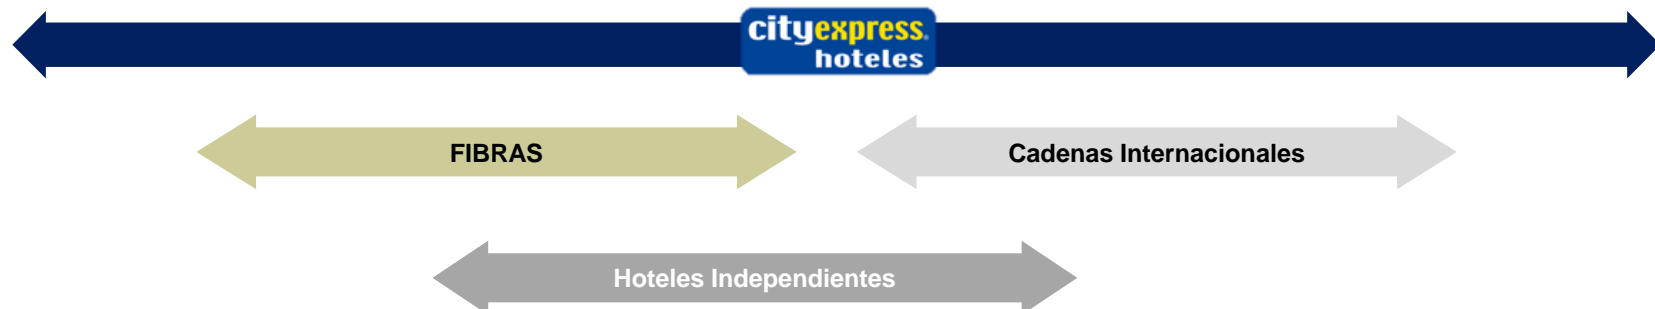 cityexpress.
hoteles
FIBRAS
Cadenas Internacionales
Hoteles Independientes